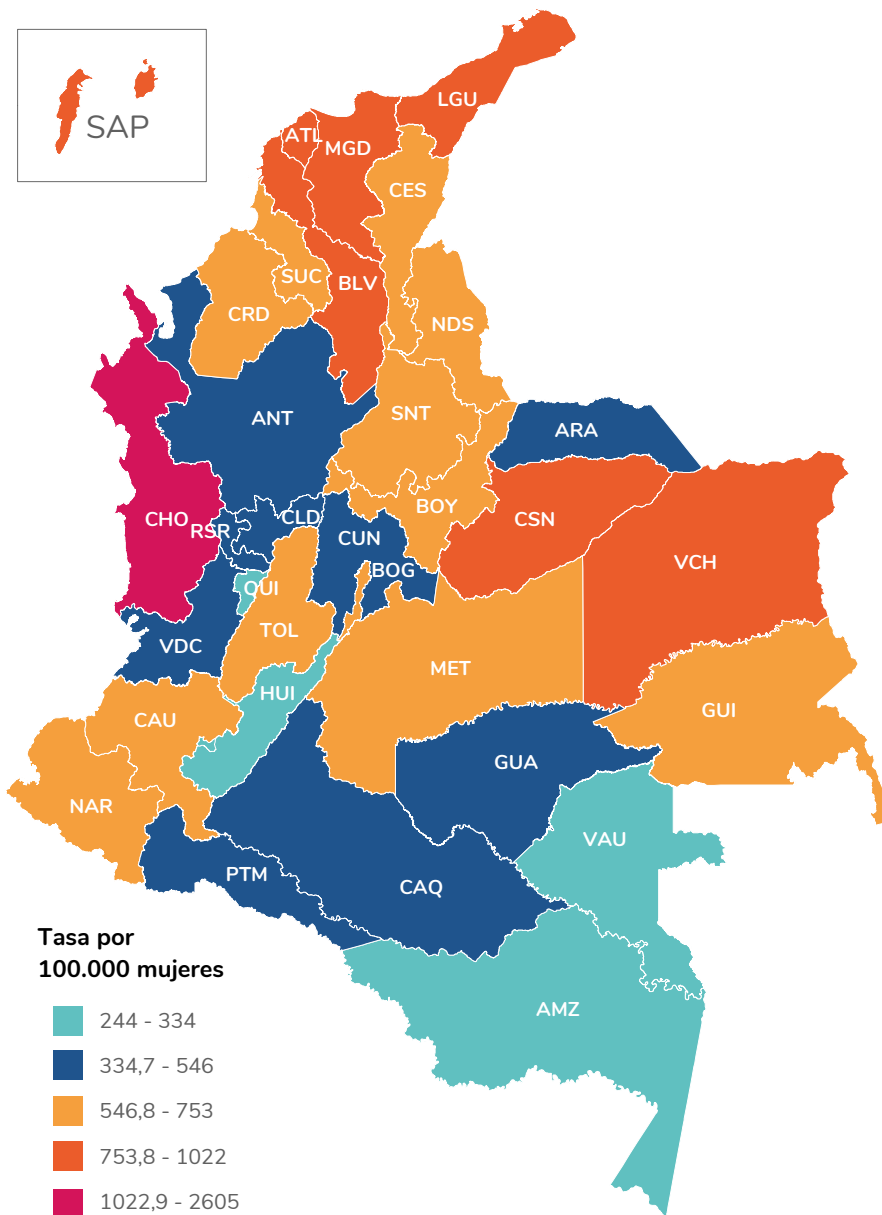 SAP
LGU
ATL
MGD
CES
SUC
BLV
CRD
NDS
ANT
SNT
ARA
CHO
RSR
CLD
CUN
BOY
CSN
BOG
VCH
QUI
TOL
VDC
MET
HUI
CAU
GUI
GUA
NAR
VAU
PTM
CAQ
AMZ
Tasa por
100.000 mujeres
244 - 334
334,7 - 546
546,8 - 753
753,8 - 1022
1022,9 - 2605